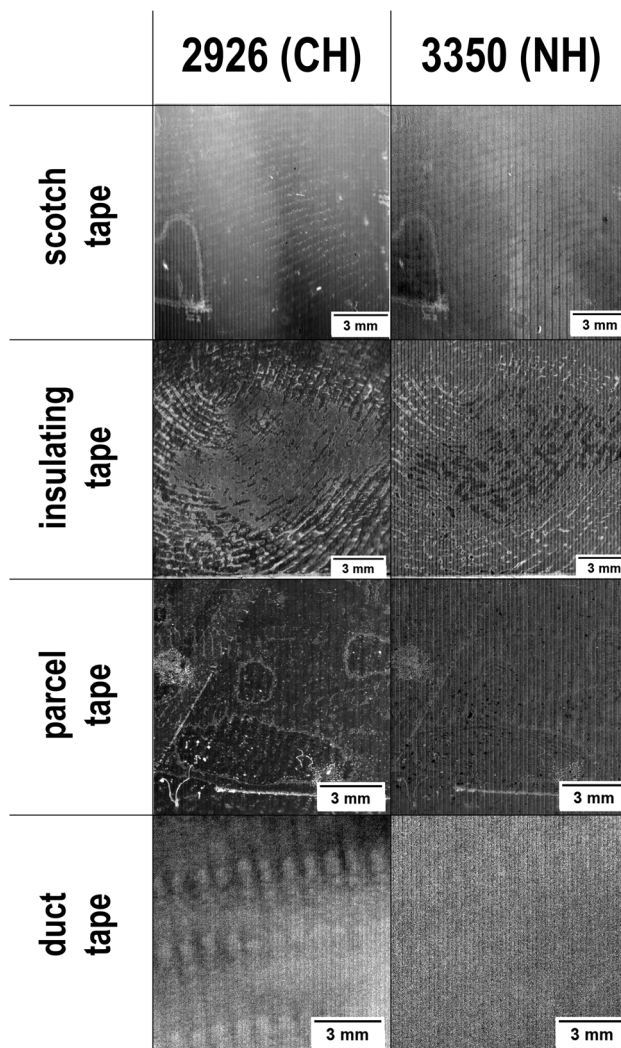 2926 (CH) 3350 (NH)
scotch
tape
3 mm 3 mm
insulating
tape
3 mm 3 mm
parcel
tape
3 mm 3 mm
duct
tape
3 mm 3 mm